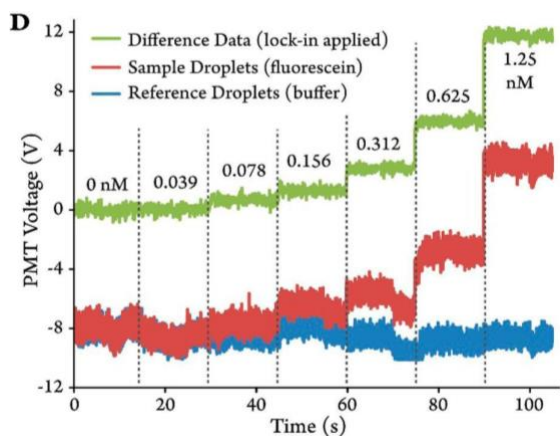 D
12
8
4
0
-4
-8
-12
PMT Voltage (V)
Difference Data (lock-in applied)
Sample Droplets (fluorescein)
Reference Droplets (buffer)
0 nM
0.039
0.078
0.156
0.312
0.625
1.25
nM
0
20
40
60
80
100
Time (s)